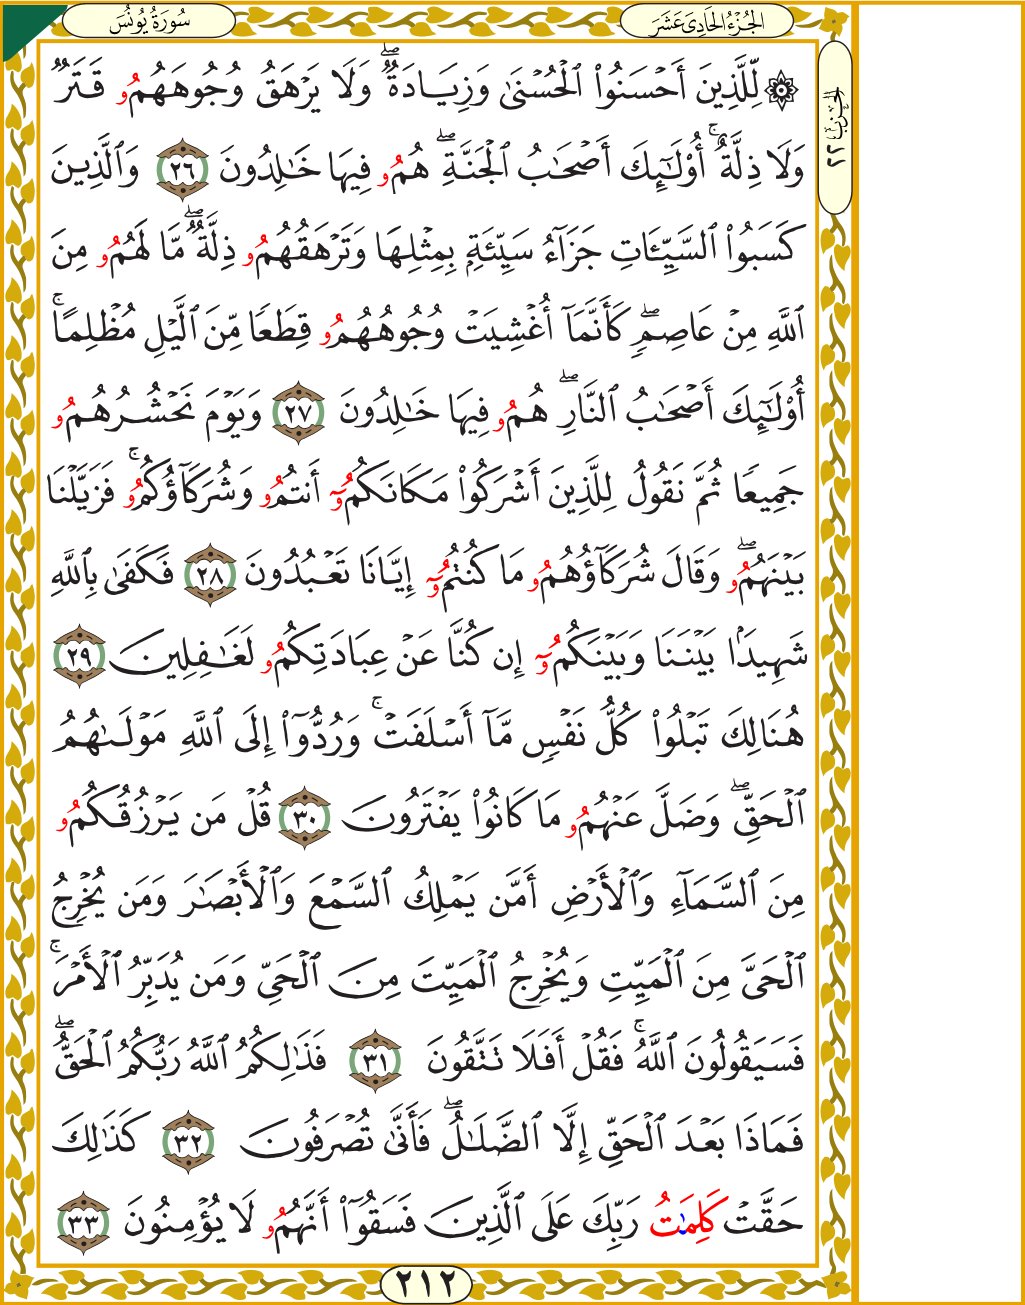 سُورَةُ يُونُسَ
الجُزْءُ الحَادِىَ عَشَرَ
الحِزْبُ ٢٢
۞ لِّلَّذِينَ أَحْسَنُوا۟ ٱلْحُسْنَىٰ وَزِيَادَةٌۖ وَلَا يَرْهَقُ وُجُوهَهُمُۥ قَتَرٌ
وَلَا ذِلَّةٌۚ أُو۟لَـٰٓئِكَ أَصْحَـٰبُ ٱلْجَنَّةِۖ هُمُۥ فِيهَا خَـٰلِدُونَ ٢٦ وَٱلَّذِينَ
كَسَبُوا۟ ٱلسَّيِّـَٔاتِ جَزَآءُ سَيِّئَةِۭ بِمِثْلِهَا وَتَرْهَقُهُمُۥ ذِلَّةٌۖ مَّا لَهُمُۥ مِنَ
ٱللَّهِ مِنْ عَاصِمٍۖ كَأَنَّمَآ أُغْشِيَتْ وُجُوهُهُمُۥ قِطَعًا مِّنَ ٱلَّيْلِ مُظْلِمًاۚ
أُو۟لَـٰٓئِكَ أَصْحَـٰبُ ٱلنَّارِۖ هُمُۥ فِيهَا خَـٰلِدُونَ ٢٧ وَيَوْمَ نَحْشُرُهُمُۥ
جَمِيعًا ثُمَّ نَقُولُ لِلَّذِينَ أَشْرَكُوا۟ مَكَانَكُمُۥٓ أَنتُمُۥ وَشُرَكَآؤُكُمُۥۚ فَزَيَّلْنَا
بَيْنَهُمُۥۖ وَقَالَ شُرَكَآؤُهُمُۥ مَا كُنتُمُۥٓ إِيَّانَا تَعْبُدُونَ ٢٨ فَكَفَىٰ بِٱللَّهِ
شَهِيدًۢا بَيْنَنَا وَبَيْنَكُمُۥٓ إِن كُنَّا عَنْ عِبَادَتِكُمُۥ لَغَـٰفِلِينَ ٢٩
هُنَالِكَ تَبْلُوا۟ كُلُّ نَفْسٍ مَّآ أَسْلَفَتْۚ وَرُدُّوٓا۟ إِلَى ٱللَّهِ مَوْلَىٰهُمُ
ٱلْحَقِّۖ وَضَلَّ عَنْهُمُۥ مَا كَانُوا۟ يَفْتَرُونَ ٣٠ قُلْ مَن يَرْزُقُكُمُۥ
مِنَ ٱلسَّمَآءِ وَٱلْأَرْضِ أَمَّن يَمْلِكُ ٱلسَّمْعَ وَٱلْأَبْصَـٰرَ وَمَن يُخْرِجُ
ٱلْحَىَّ مِنَ ٱلْمَيِّتِ وَيُخْرِجُ ٱلْمَيِّتَ مِنَ ٱلْحَىِّ وَمَن يُدَبِّرُ ٱلْأَمْرَۚ
فَسَيَقُولُونَ ٱللَّهُۚ فَقُلْ أَفَلَا تَتَّقُونَ ٣١ فَذَٰلِكُمُ ٱللَّهُ رَبُّكُمُ ٱلْحَقُّۖ
فَمَاذَا بَعْدَ ٱلْحَقِّ إِلَّا ٱلضَّلَـٰلُۖ فَأَنَّىٰ تُصْرَفُونَ ٣٢ كَذَٰلِكَ
حَقَّتْ كَلِمَـٰتُ رَبِّكَ عَلَى ٱلَّذِينَ فَسَقُوٓا۟ أَنَّهُمُۥ لَا يُؤْمِنُونَ ٣٣
٢١٢